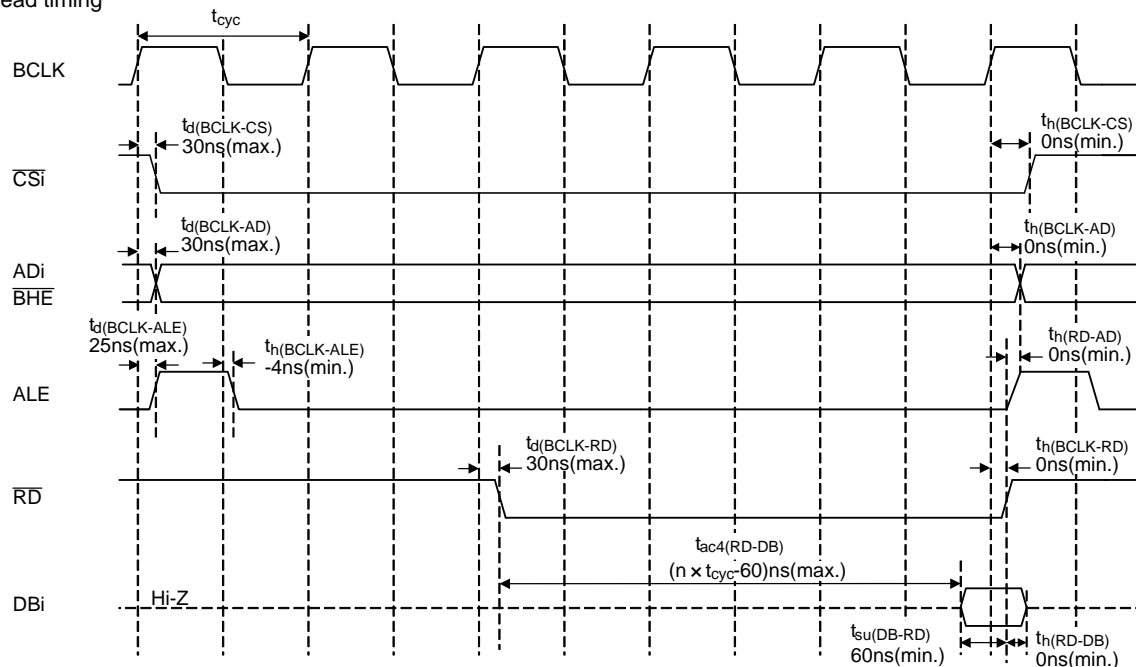 ead timing
tcyc
BCLK
td(BCLK-CS)
30ns(max.)
th(BCLK-CS)
0ns(min.)
CSi
td(BCLK-AD)
30ns(max.)
th(BCLK-AD)
0ns(min.)
ADi
BHE
td(BCLK-ALE)
25ns(max.)
th(BCLK-ALE)
-4ns(min.)
th(RD-AD)
0ns(min.)
ALE
td(BCLK-RD)
30ns(max.)
th(BCLK-RD)
0ns(min.)
RD
tac4(RD-DB)
(n × tcyc-60)ns(max.)
DBi
Hi-Z
tsu(DB-RD)
60ns(min.)
th(RD-DB)
0ns(min.)